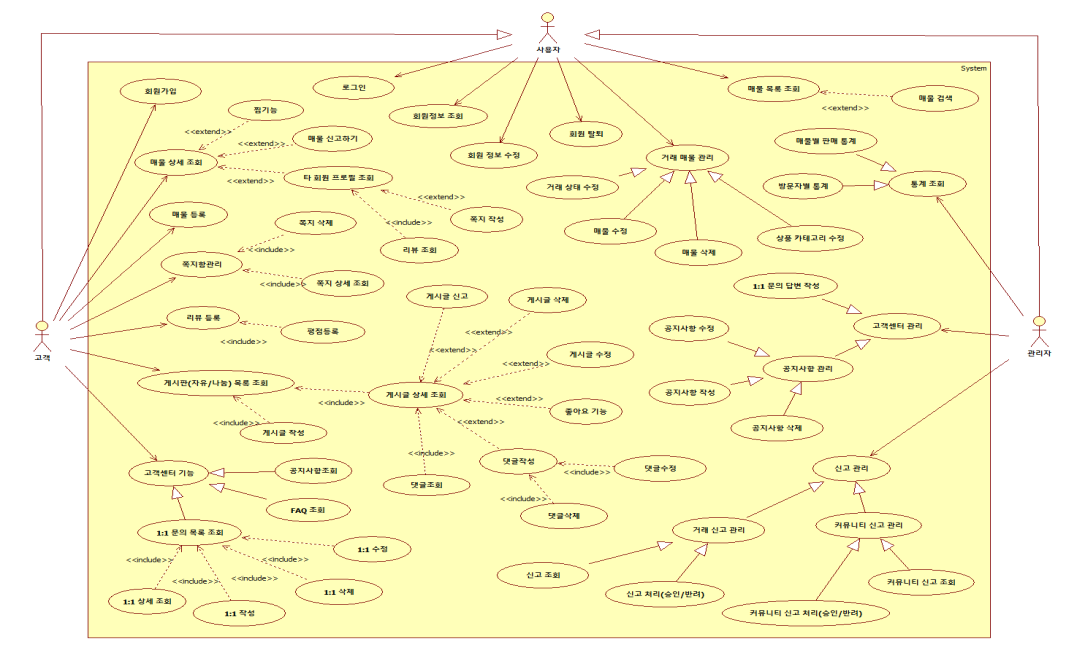 사용자
System
회원가입
로그인
매물 목록 조회
매물 검색
<<extend>>
찜기능
회원정보 조회
<<extend>>
매물 신고하기
<<extend>>
회원 탈퇴
매물별 판매 통계
매물 상세 조회
회원 정보 수정
거래 매물 관리
타 회원 프로필 조회
<<extend>>
거래 상태 수정
방문자별 통계
통계 조회
<<extend>>
매물 등록
쪽지 삭제
<<include>>
쪽지 작성
매물 수정
상품 카테고리 수정
<<include>>
리뷰 조회
매물 삭제
쪽지함관리
<<include>>
쪽지 상세 조회
1:1 문의 답변 작성
게시글 신고
게시글 삭제
리뷰 등록
평점등록
<<include>>
<<extend>>
공지사항 수정
고객센터 관리
고객
관리자
<<extend>>
게시글 수정
<<extend>>
공지사항 관리
게시판(자유/나눔) 목록 조회
<<include>>
게시글 상세 조회
<<extend>>
좋아요 기능
공지사항 작성
<<include>>
게시글 작성
<<extend>>
공지사항 삭제
<<include>>
댓글작성
댓글수정
<<include>>
고객센터 기능
공지사항조회
신고 관리
댓글조회
<<include>>
댓글삭제
FAQ 조회
1:1 문의 목록 조회
거래 신고 관리
커뮤니티 신고 관리
1:1 수정
<<include>>
<<include>>
<<include>>
<<include>>
신고 조회
커뮤니티 신고 조회
1:1 삭제
신고 처리(승인/반려)
1:1 상세 조회
1:1 작성
커뮤니티 신고 처리(승인/반려)